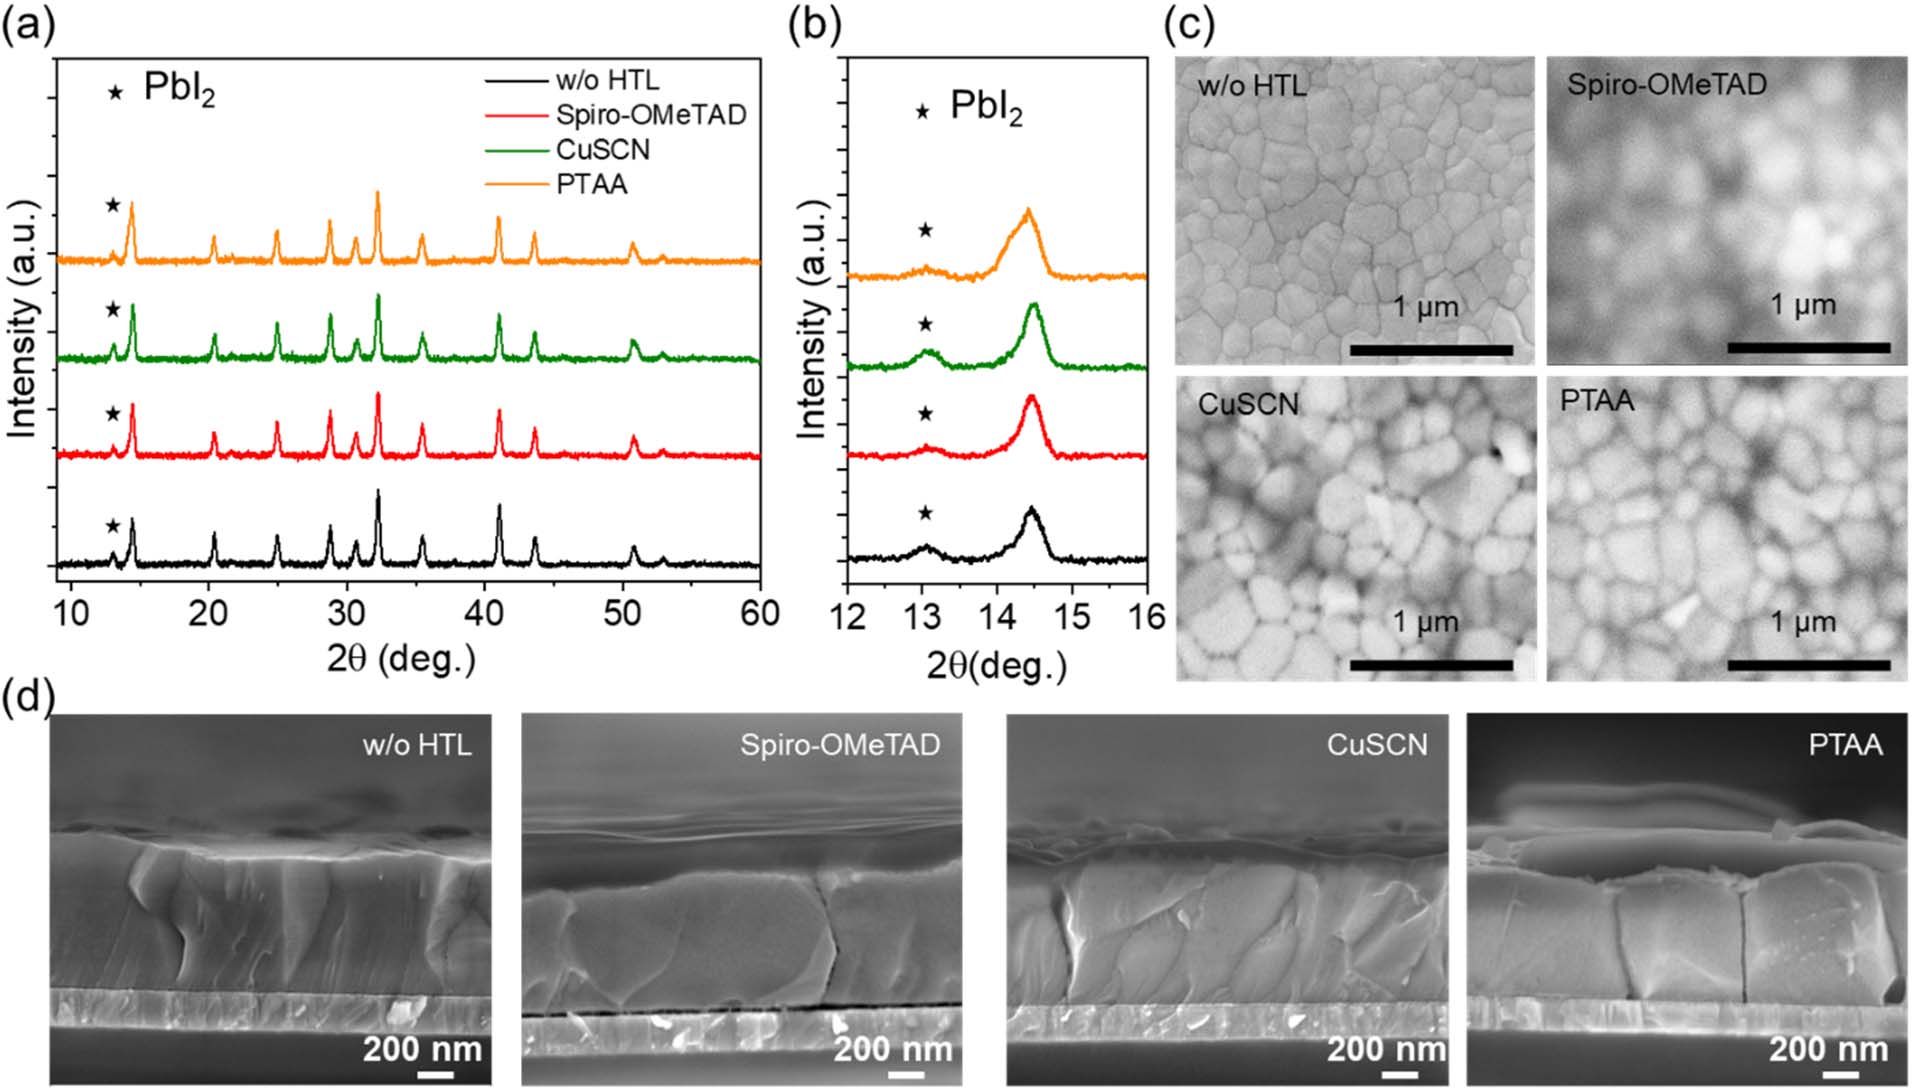 (a)
★ PbI₂
w/o HTL
Spiro-OMeTAD
CuSCN
PTAA
★
★
★
★
Intensity (a.u.)
10 20 30 40 50 60
2θ (deg.)
(b)
★ PbI₂
★
★
★
★
Intensity (a.u.)
12 13 14 15 16
2θ(deg.)
(c)
w/o HTL
1 μm
Spiro-OMeTAD
1 μm
CuSCN
1 μm
PTAA
1 μm
(d)
w/o HTL
200 nm
Spiro-OMeTAD
200 nm
CuSCN
200 nm
PTAA
200 nm